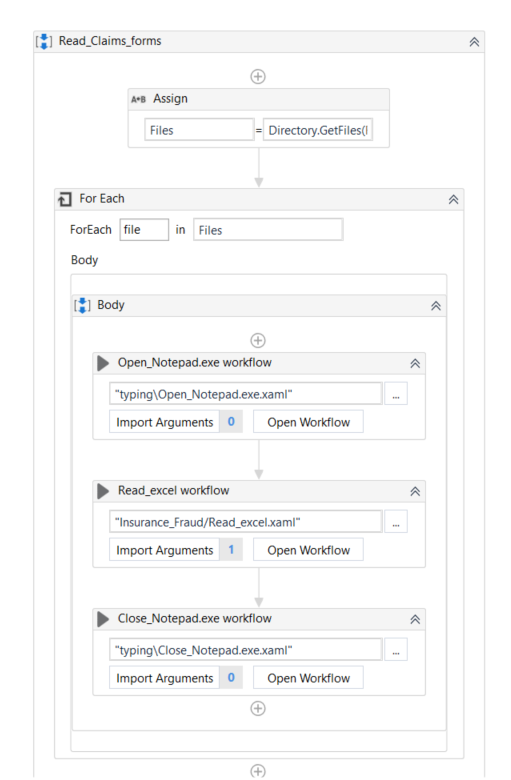 Read_Claims_forms
A*B Assign
Files = Directory.GetFiles(
For Each
ForEach file in Files
Body
Body
Open_Notepad.exe workflow
"typing\Open_Notepad.exe.xaml" ...
Import Arguments 0 Open Workflow
Read_excel workflow
"Insurance_Fraud/Read_excel.xaml" ...
Import Arguments 1 Open Workflow
Close_Notepad.exe workflow
"typing\Close_Notepad.exe.xaml" ...
Import Arguments 0 Open Workflow